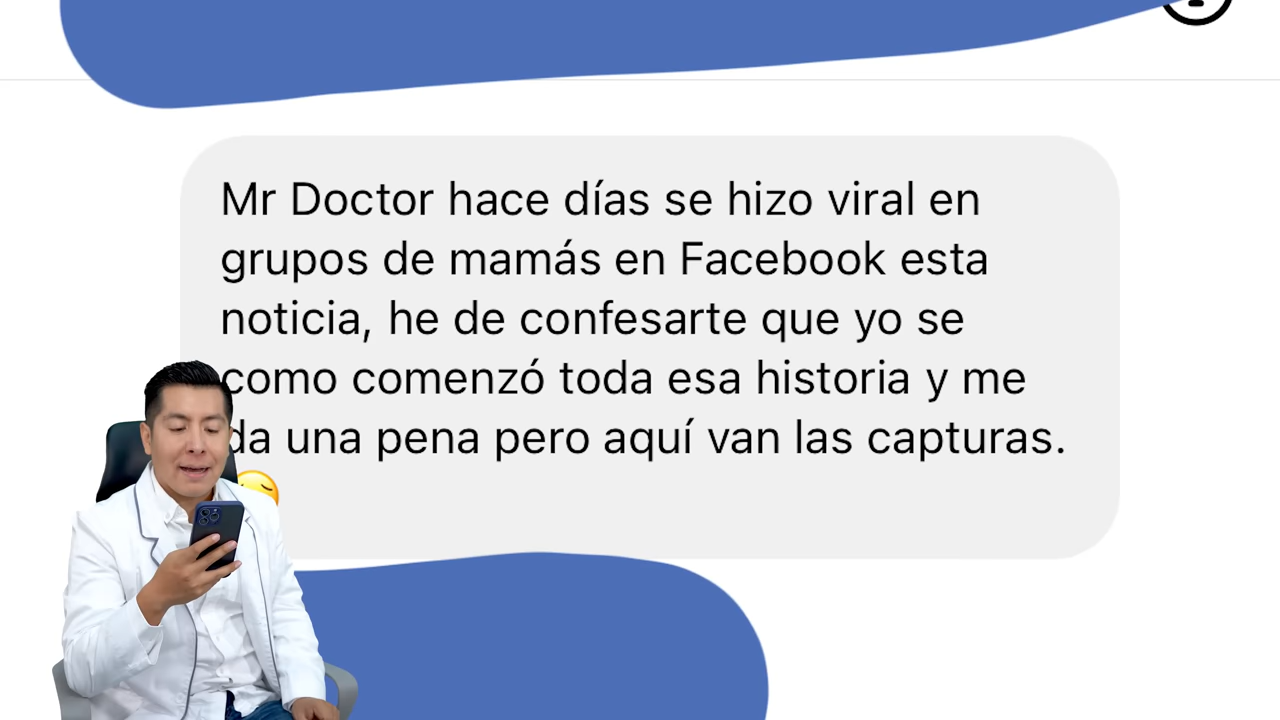 Mr Doctor hace días se hizo viral en
grupos de mamás en Facebook esta
noticia, he de confesarte que yo se
como comenzó toda esa historia y me
da una pena pero aquí van las capturas.